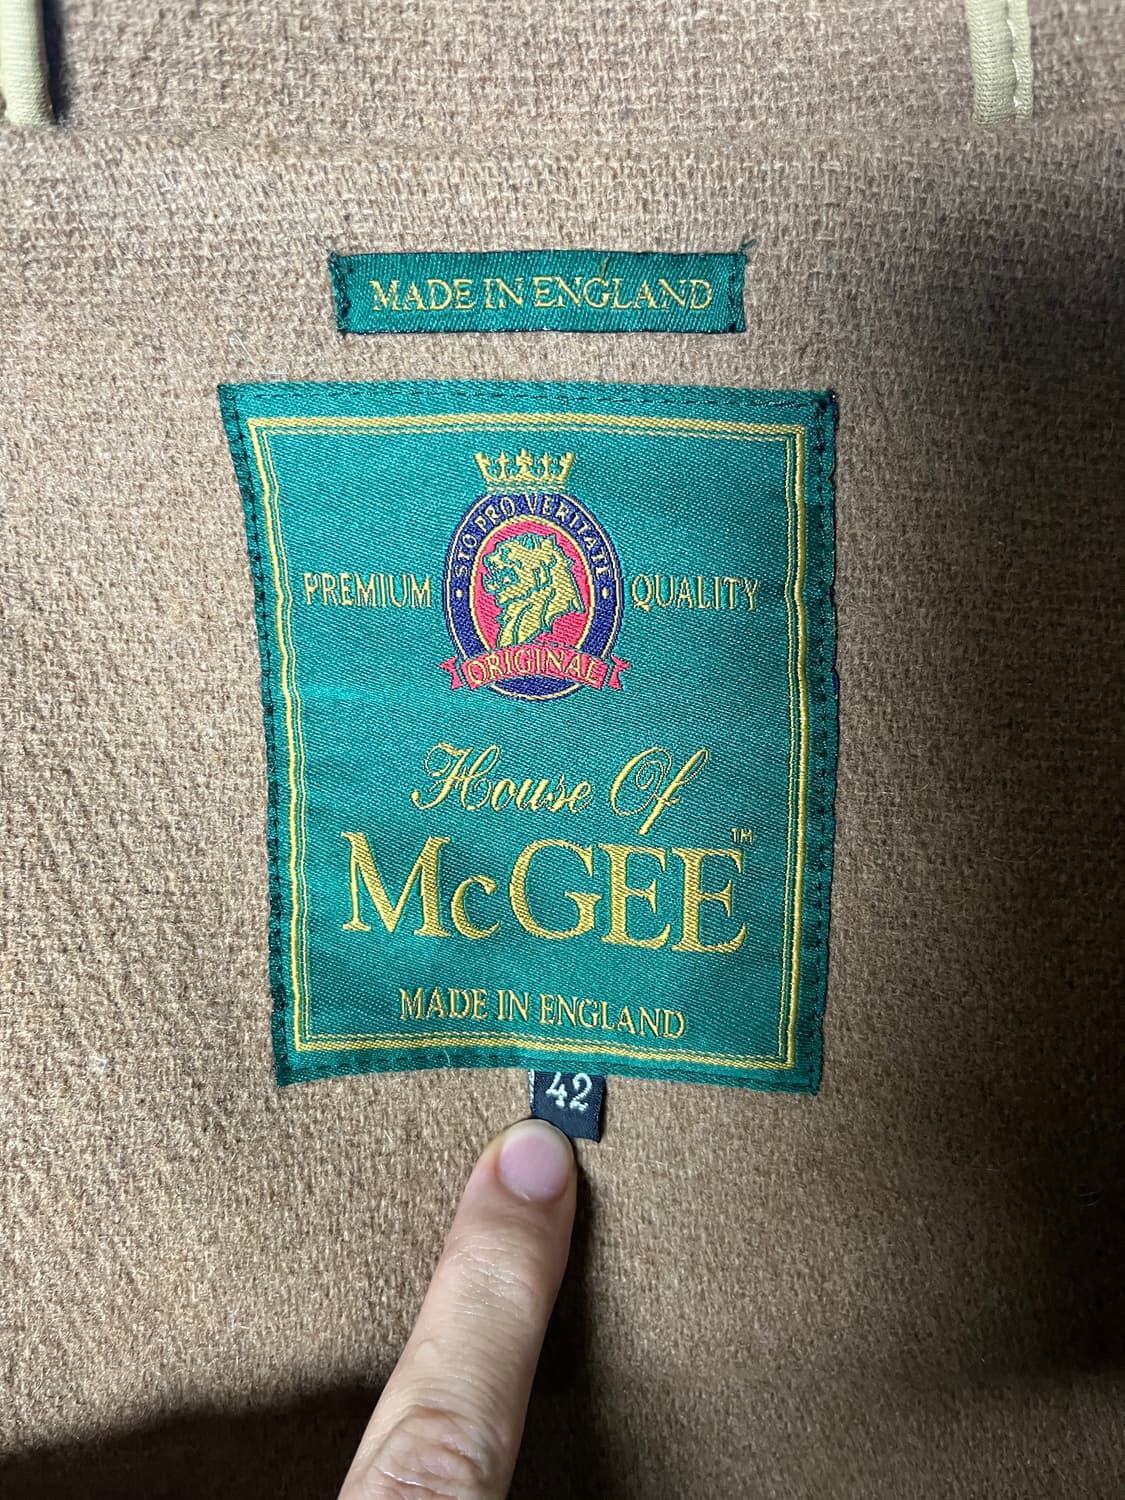 MADE IN ENGLAND
STO PRO VERITATE
PREMIUM QUALITY
ORIGINAL
House Of
McGEE™
MADE IN ENGLAND
42